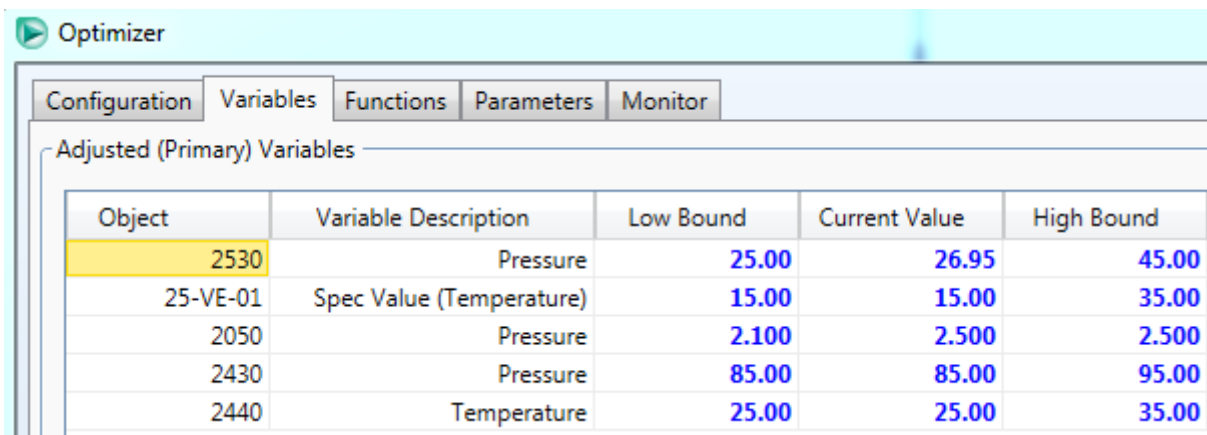 Optimizer
Configuration Variables Functions Parameters Monitor
Adjusted (Primary) Variables
Object Variable Description Low Bound Current Value High Bound
2530 Pressure 25.00 26.95 45.00
25-VE-01 Spec Value (Temperature) 15.00 15.00 35.00
2050 Pressure 2.100 2.500 2.500
2430 Pressure 85.00 85.00 95.00
2440 Temperature 25.00 25.00 35.00